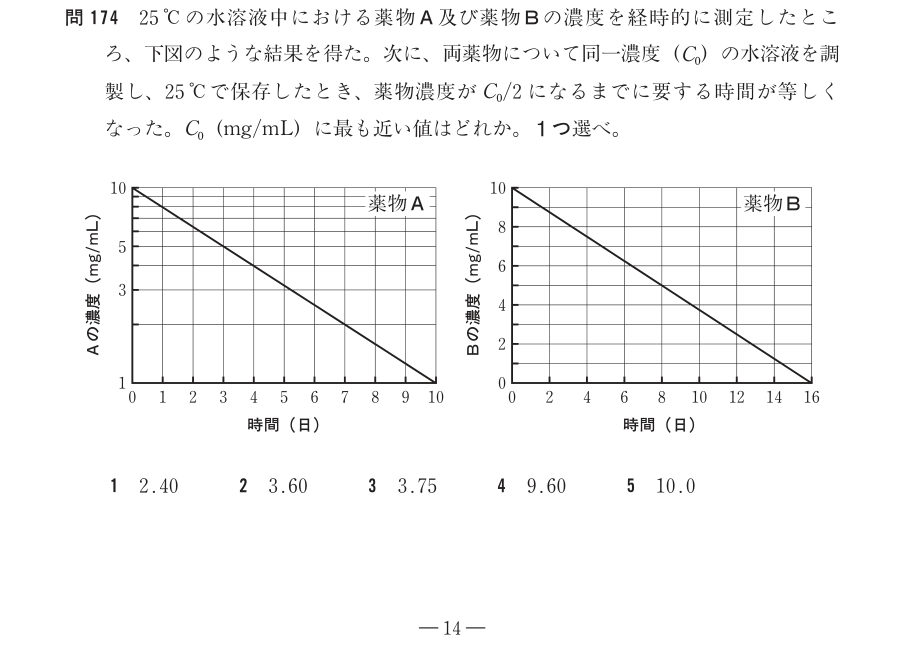 問174 25℃の水溶液中における薬物A及び薬物Bの濃度を経時的に測定したとこ
ろ、下図のような結果を得た。次に、両薬物について同一濃度（C₀）の水溶液を調
製し、25℃で保存したとき、薬物濃度がC₀/2になるまでに要する時間が等しく
なった。C₀（mg/mL）に最も近い値はどれか。1つ選べ。
薬物A
Aの濃度（mg/mL）
10
5
3
1
0 1 2 3 4 5 6 7 8 9 10
時間（日）
薬物B
Bの濃度（mg/mL）
10
8
6
4
2
0
0 2 4 6 8 10 12 14 16
時間（日）
1 2.40 2 3.60 3 3.75 4 9.60 5 10.0
— 14 —